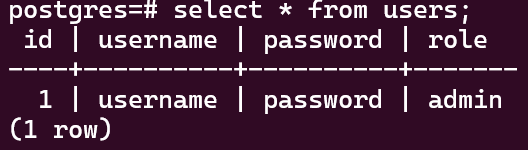 postgres=# select * from users;
 id | username | password | role
----+----------+----------+-------
  1 | username | password | admin
(1 row)